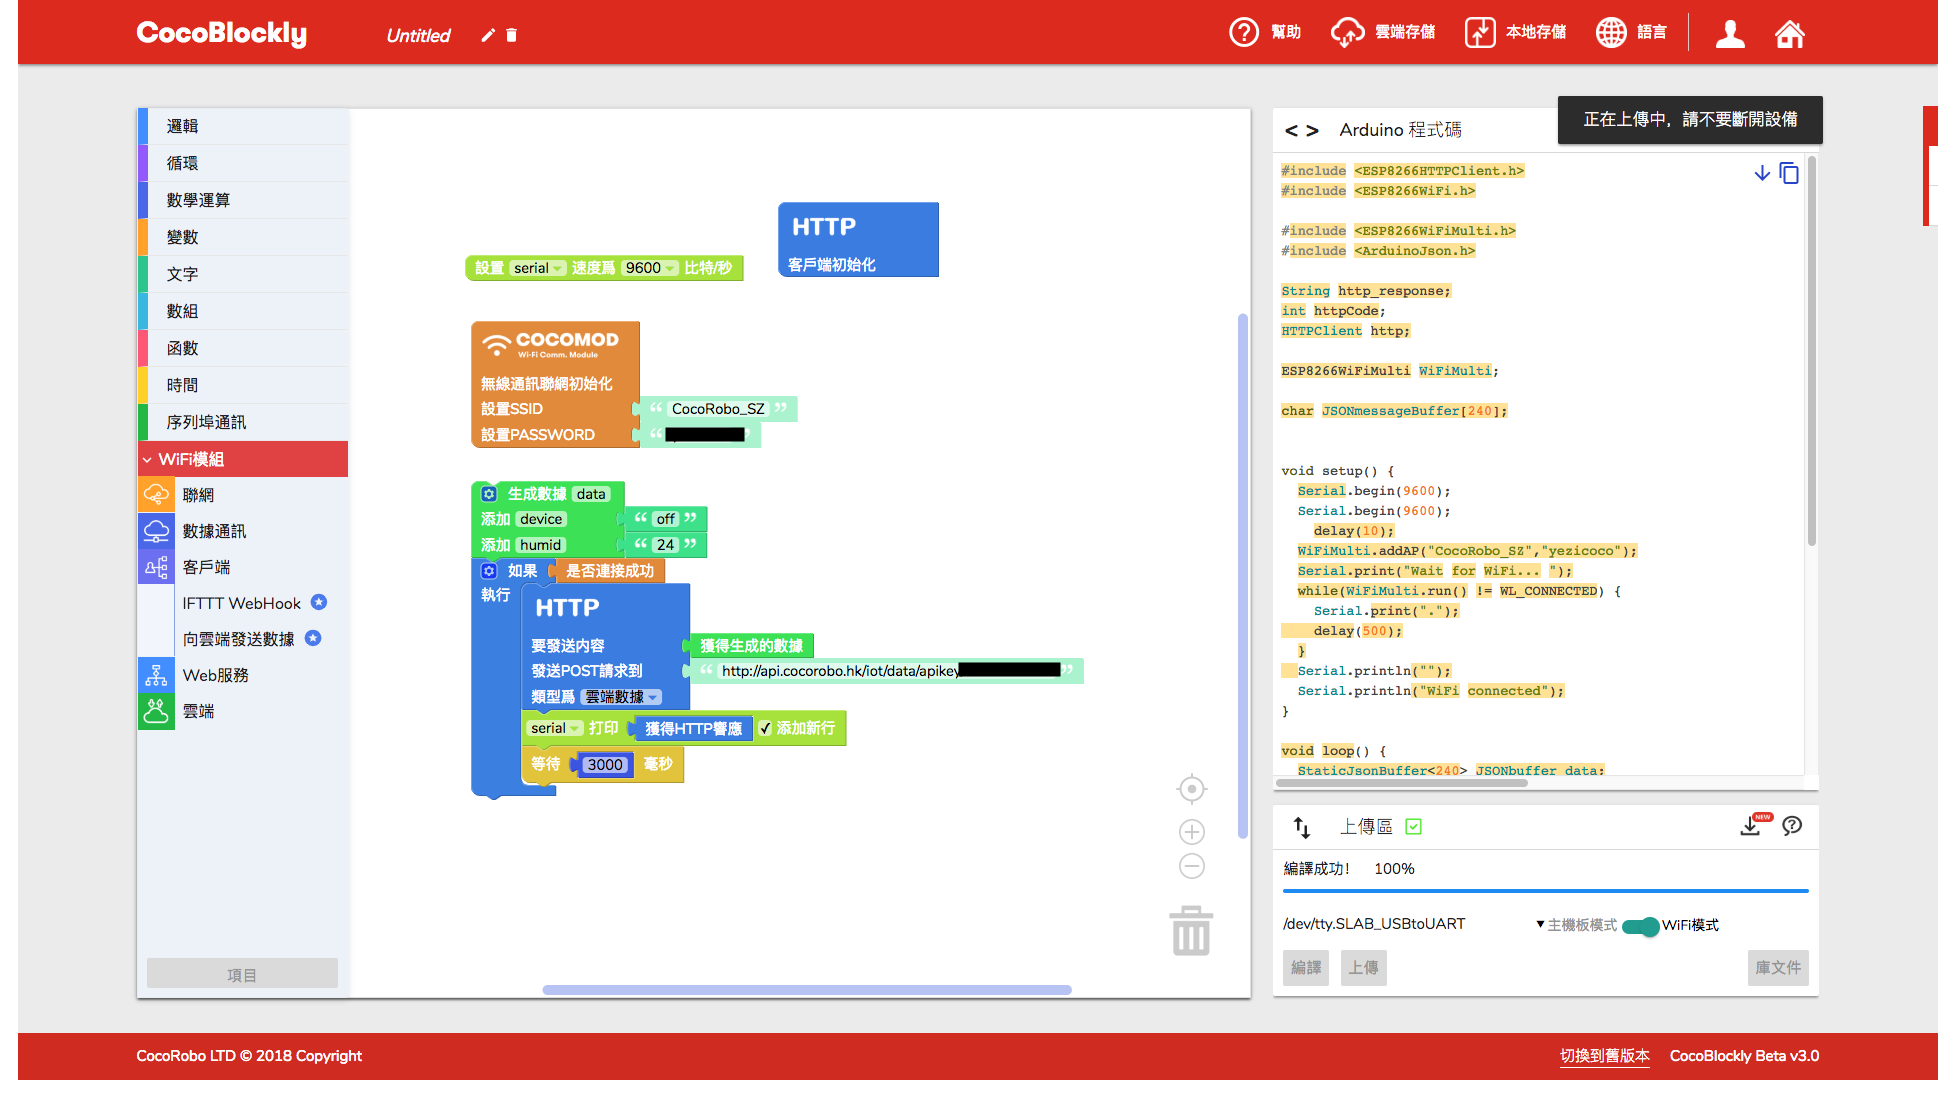 CocoBlockly
Untitled
幫助
雲端存儲
本地存儲
語言
邏輯
循環
數學運算
變數
文字
數組
函數
時間
序列埠通訊
WiFi模組
聯網
數據通訊
客戶端
IFTTT WebHook
向雲端發送數據
Web服務
雲端
項目
設置 serial 速度爲 9600 比特/秒
HTTP
客戶端初始化
COCOMOD
Wi-Fi Comm. Module
無線通訊聯網初始化
設置SSID “ CocoRobo_SZ ”
設置PASSWORD “ ”
生成數據 data
添加 device “ off ”
添加 humid “ 24 ”
如果 是否連接成功
執行
HTTP
要發送内容 獲得生成的數據
發送POST請求到 “ http://api.cocorobo.hk/iot/data/apikey ”
類型爲 雲端數據
serial 打印 獲得HTTP響應 ✓ 添加新行
等待 3000 毫秒
< > Arduino 程式碼
正在上傳中，請不要斷開設備
#include <ESP8266HTTPClient.h>
#include <ESP8266WiFi.h>
#include <ESP8266WiFiMulti.h>
#include <ArduinoJson.h>
String http_response;
int httpCode;
HTTPClient http;
ESP8266WiFiMulti WiFiMulti;
char JSONmessageBuffer[240];
void setup() {
Serial.begin(9600);
Serial.begin(9600);
delay(10);
WiFiMulti.addAP("CocoRobo_SZ","yezicoco");
Serial.print("Wait for WiFi... ");
while(WiFiMulti.run() != WL_CONNECTED) {
Serial.print(".");
delay(500);
}
Serial.println("");
Serial.println("WiFi connected");
}
void loop() {
StaticJsonBuffer<240> JSONbuffer_data;
上傳區
NEW
編譯成功! 100%
/dev/tty.SLAB_USBtoUART
主機板模式 WiFi模式
編譯
上傳
庫文件
CocoRobo LTD © 2018 Copyright
切換到舊版本
CocoBlockly Beta v3.0